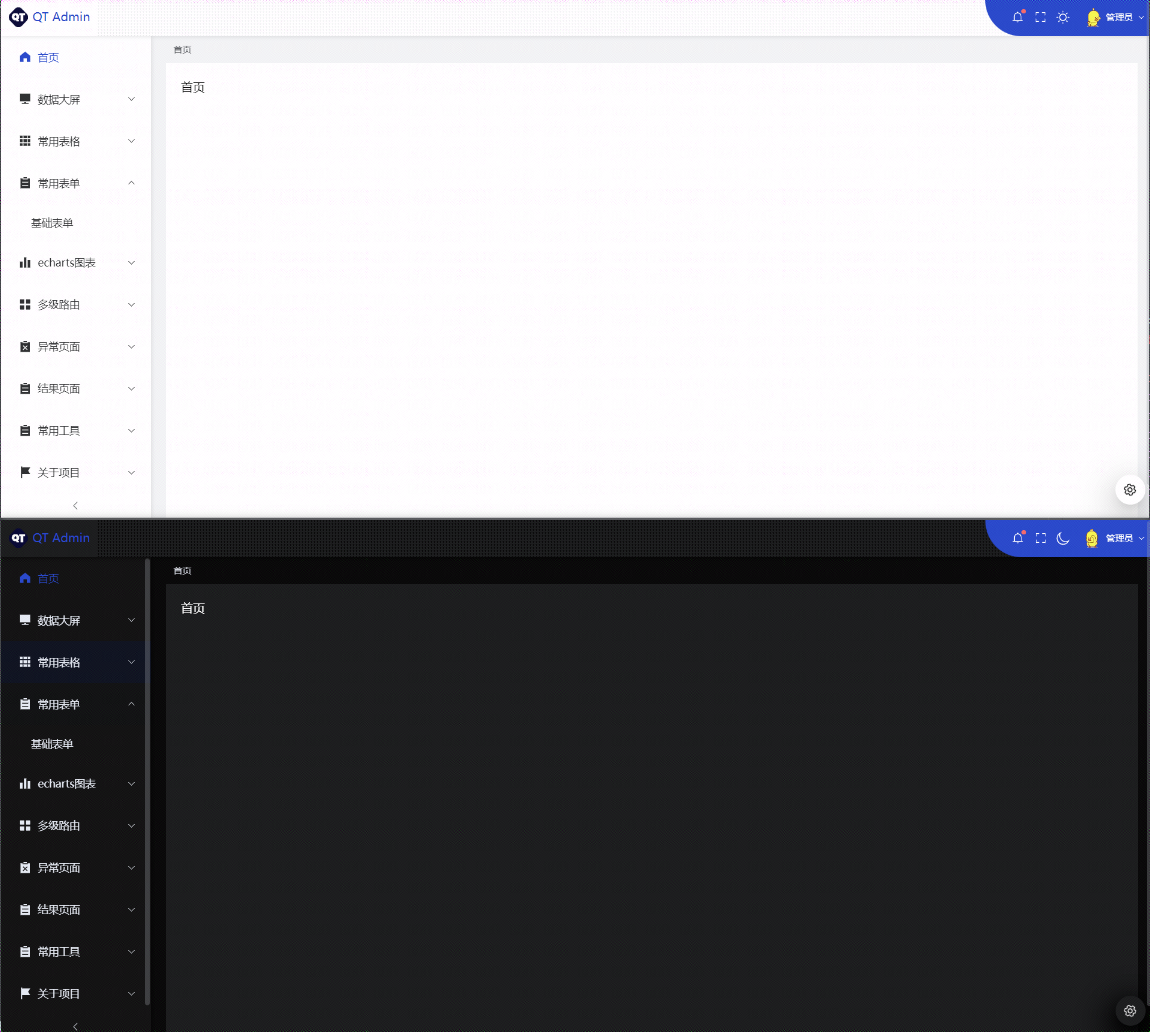 QT QT Admin
管理员
首页
首页
首页
数据大屏
常用表格
常用表单
基础表单
echarts图表
多级路由
异常页面
结果页面
常用工具
关于项目
QT QT Admin
管理员
首页
首页
首页
数据大屏
常用表格
常用表单
基础表单
echarts图表
多级路由
异常页面
结果页面
常用工具
关于项目